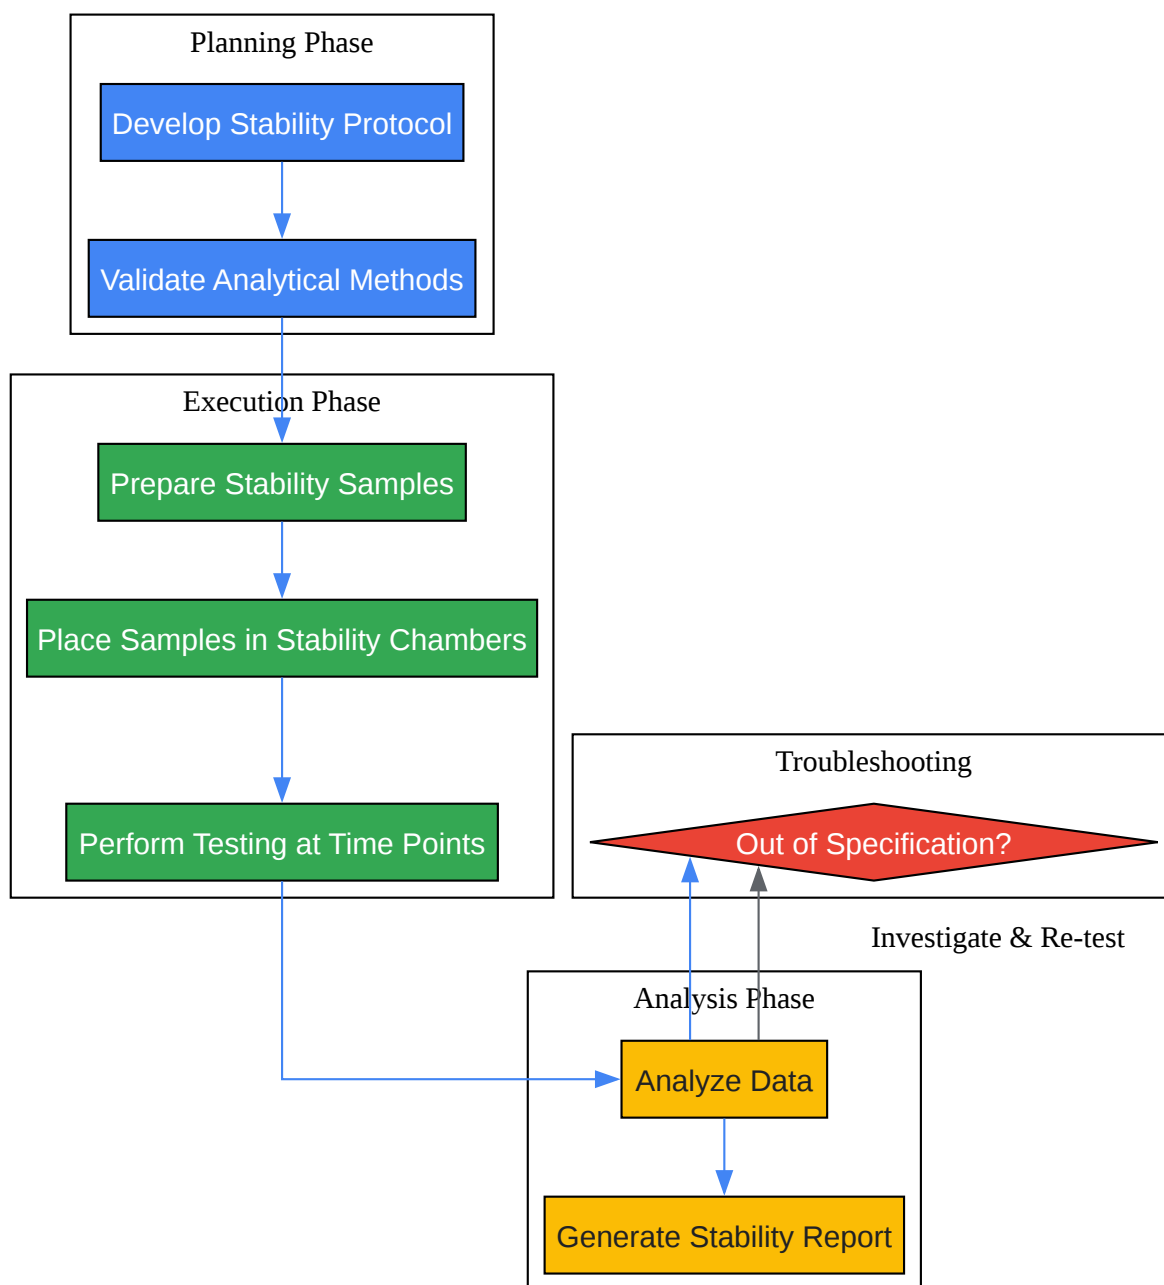 Planning Phase
Develop Stability Protocol
Validate Analytical Methods
Execution Phase
Prepare Stability Samples
Place Samples in Stability Chambers
Perform Testing at Time Points
Troubleshooting
Out of Specification?
Investigate & Re-test
Analysis Phase
Analyze Data
Generate Stability Report